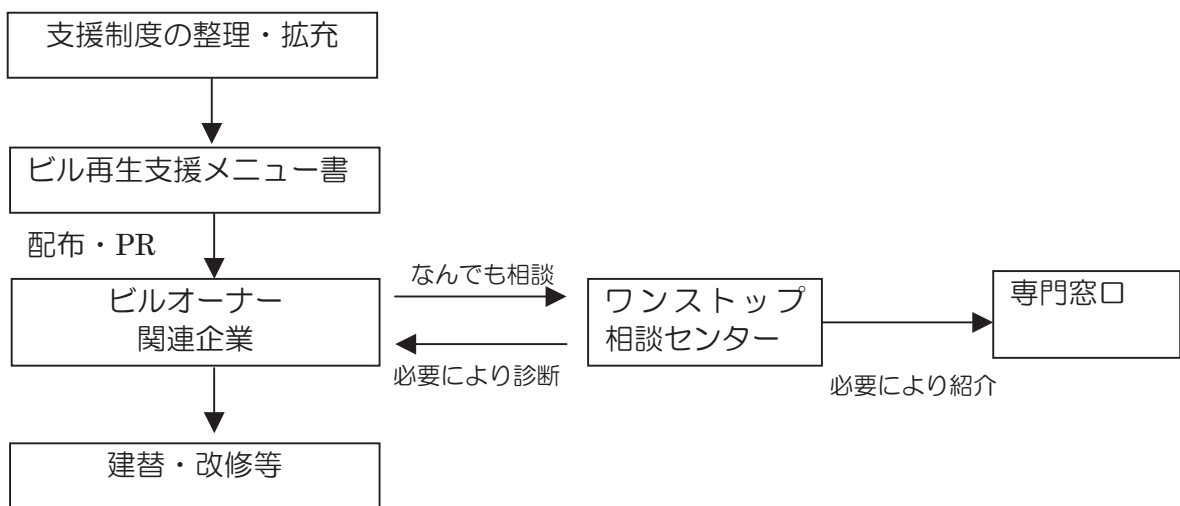 支援制度の整理・拡充
ビル再生支援メニュー書
配布・PR
ビルオーナー
関連企業
なんでも相談
必要により診断
ワンストップ
相談センター
必要により紹介
専門窓口
建替・改修等